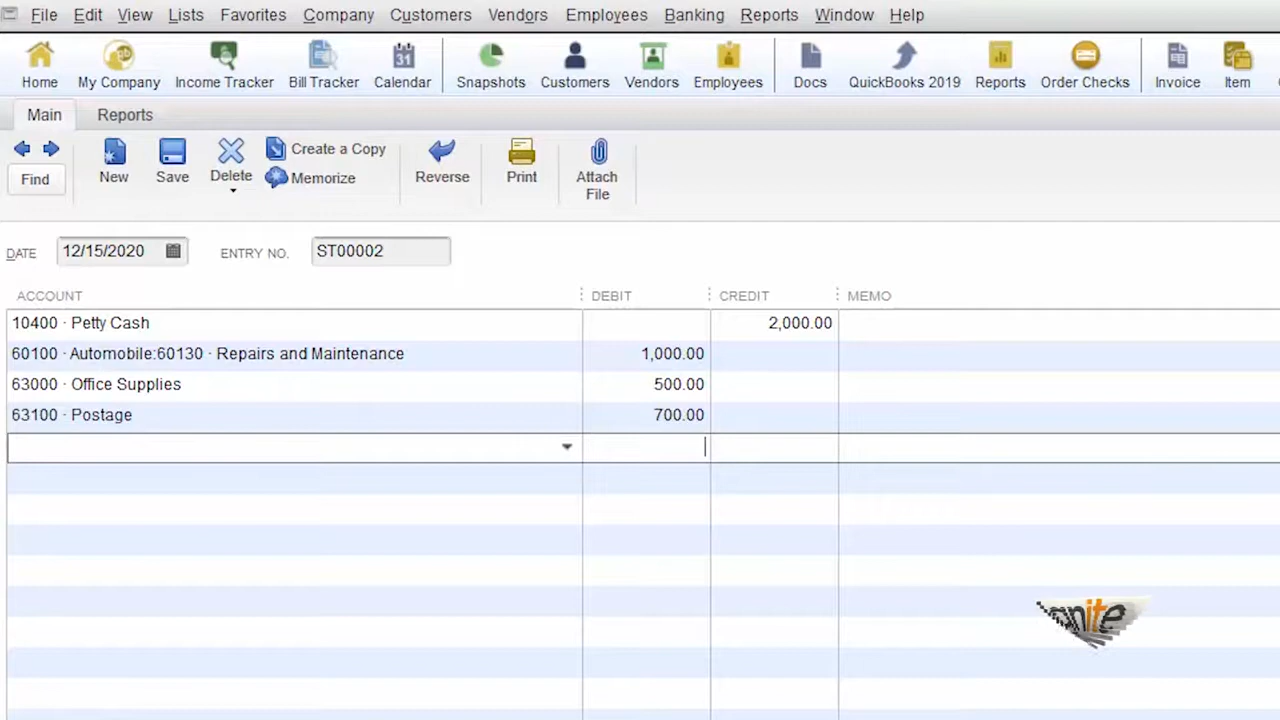 File Edit View Lists Favorites Company Customers Vendors Employees Banking Reports Window Help
Home My Company Income Tracker Bill Tracker Calendar Snapshots Customers Vendors Employees Docs QuickBooks 2019 Reports Order Checks Invoice Item
Main Reports
Find New Save Delete Create a Copy Memorize Reverse Print Attach File
DATE 12/15/2020 ENTRY NO. ST00002
ACCOUNT DEBIT CREDIT MEMO
10400 · Petty Cash 2,000.00
60100 · Automobile:60130 · Repairs and Maintenance 1,000.00
63000 · Office Supplies 500.00
63100 · Postage 700.00